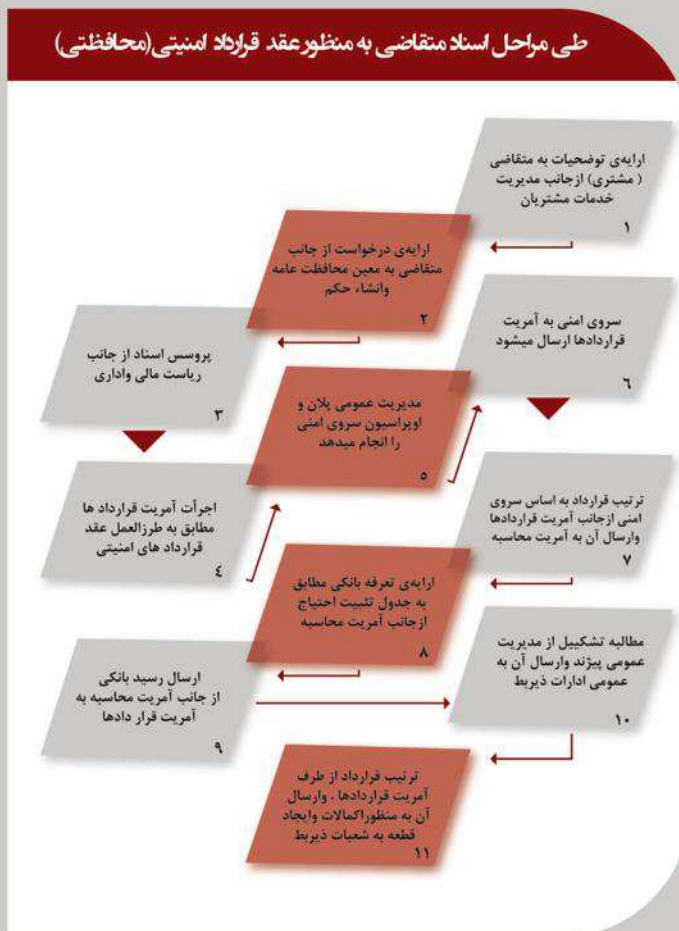 طی مراحل اسناد متقاضی به منظور عقد قرارداد امنیتی(محافظتی)
ارایه‌ی توضحیات به متقاضی
( مشتری) ازجانب مدیریت
خدمات مشتریان
۱
ارایه‌ی درخواست از جانب
متقاضی به معین محافظت عامه
وانشاء حکم
۲
پروسس اسناد از جانب
ریاست مالی واداری
۳
اجرأت آمریت قرارداد ها
مطابق به طرزالعمل عقد
قرارداد های امنیتی
٤
مدیریت عمومی پلان و
اوپراسیون سروی امنی
را انجام میدهد
۵
سروی امنی به آمریت
قراردادها ارسال میشود
۶
ترتیب قرارداد به اساس سروی
امنی ازجانب آمریت قراردادها
وارسال آن به آمریت محاسبه
۷
ارایه‌ی تعرفه بانکی مطابق
به جدول تثبیت احتیاج
ازجانب آمریت محاسبه
۸
ارسال رسید بانکی
از جانب آمریت محاسبه به
آمریت قرار دادها
۹
مطالبه تشکییل از مدیریت
عمومی پیژند وارسال آن به
عمومی ادارات ذیربط
۱۰
ترتیب قرارداد از طرف
آمریت قراردادها ، وارسال
آن به منظوراکمالات وایجاد
قطعه به شعبات ذیربط
۱۱